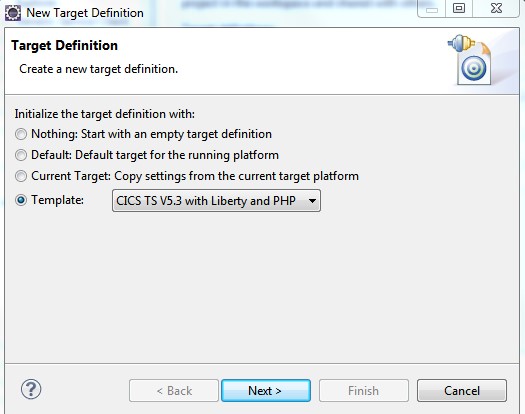 New Target Definition
Target Definition
Create a new target definition.
Initialize the target definition with:
Nothing: Start with an empty target definition
Default: Default target for the running platform
Current Target: Copy settings from the current target platform
Template: CICS TS V5.3 with Liberty and PHP
? < Back Next > Finish Cancel